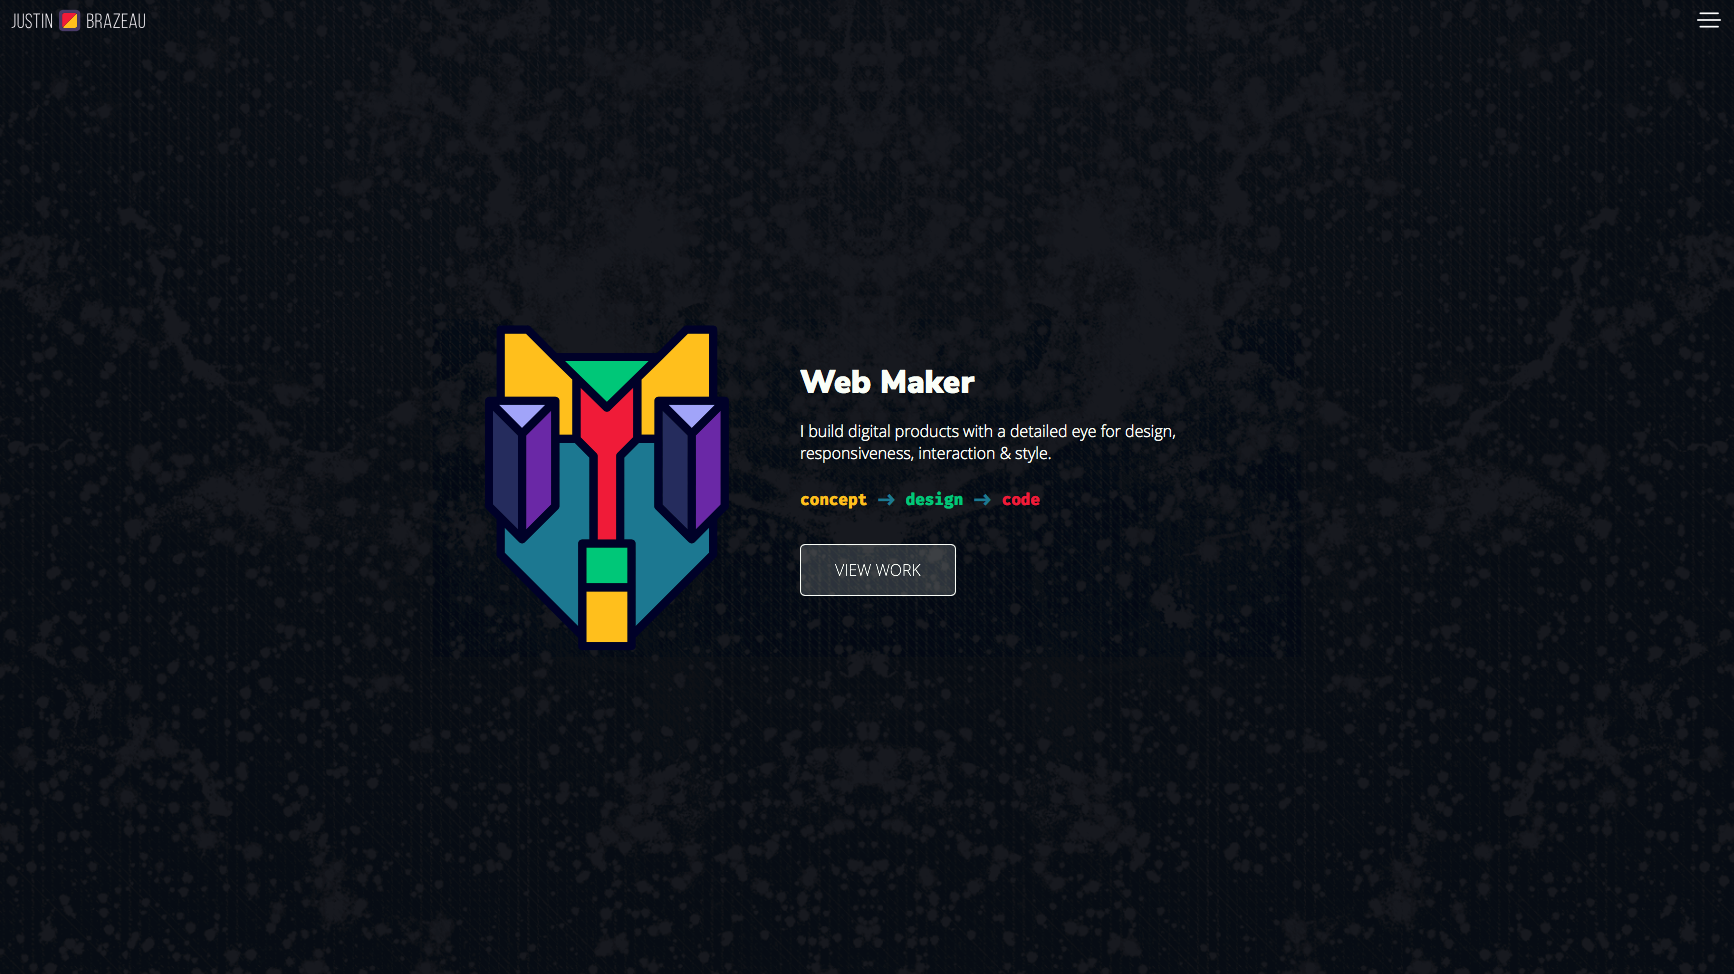 JUSTIN BRAZEAU
Web Maker
I build digital products with a detailed eye for design,
responsiveness, interaction & style.
concept → design → code
VIEW WORK